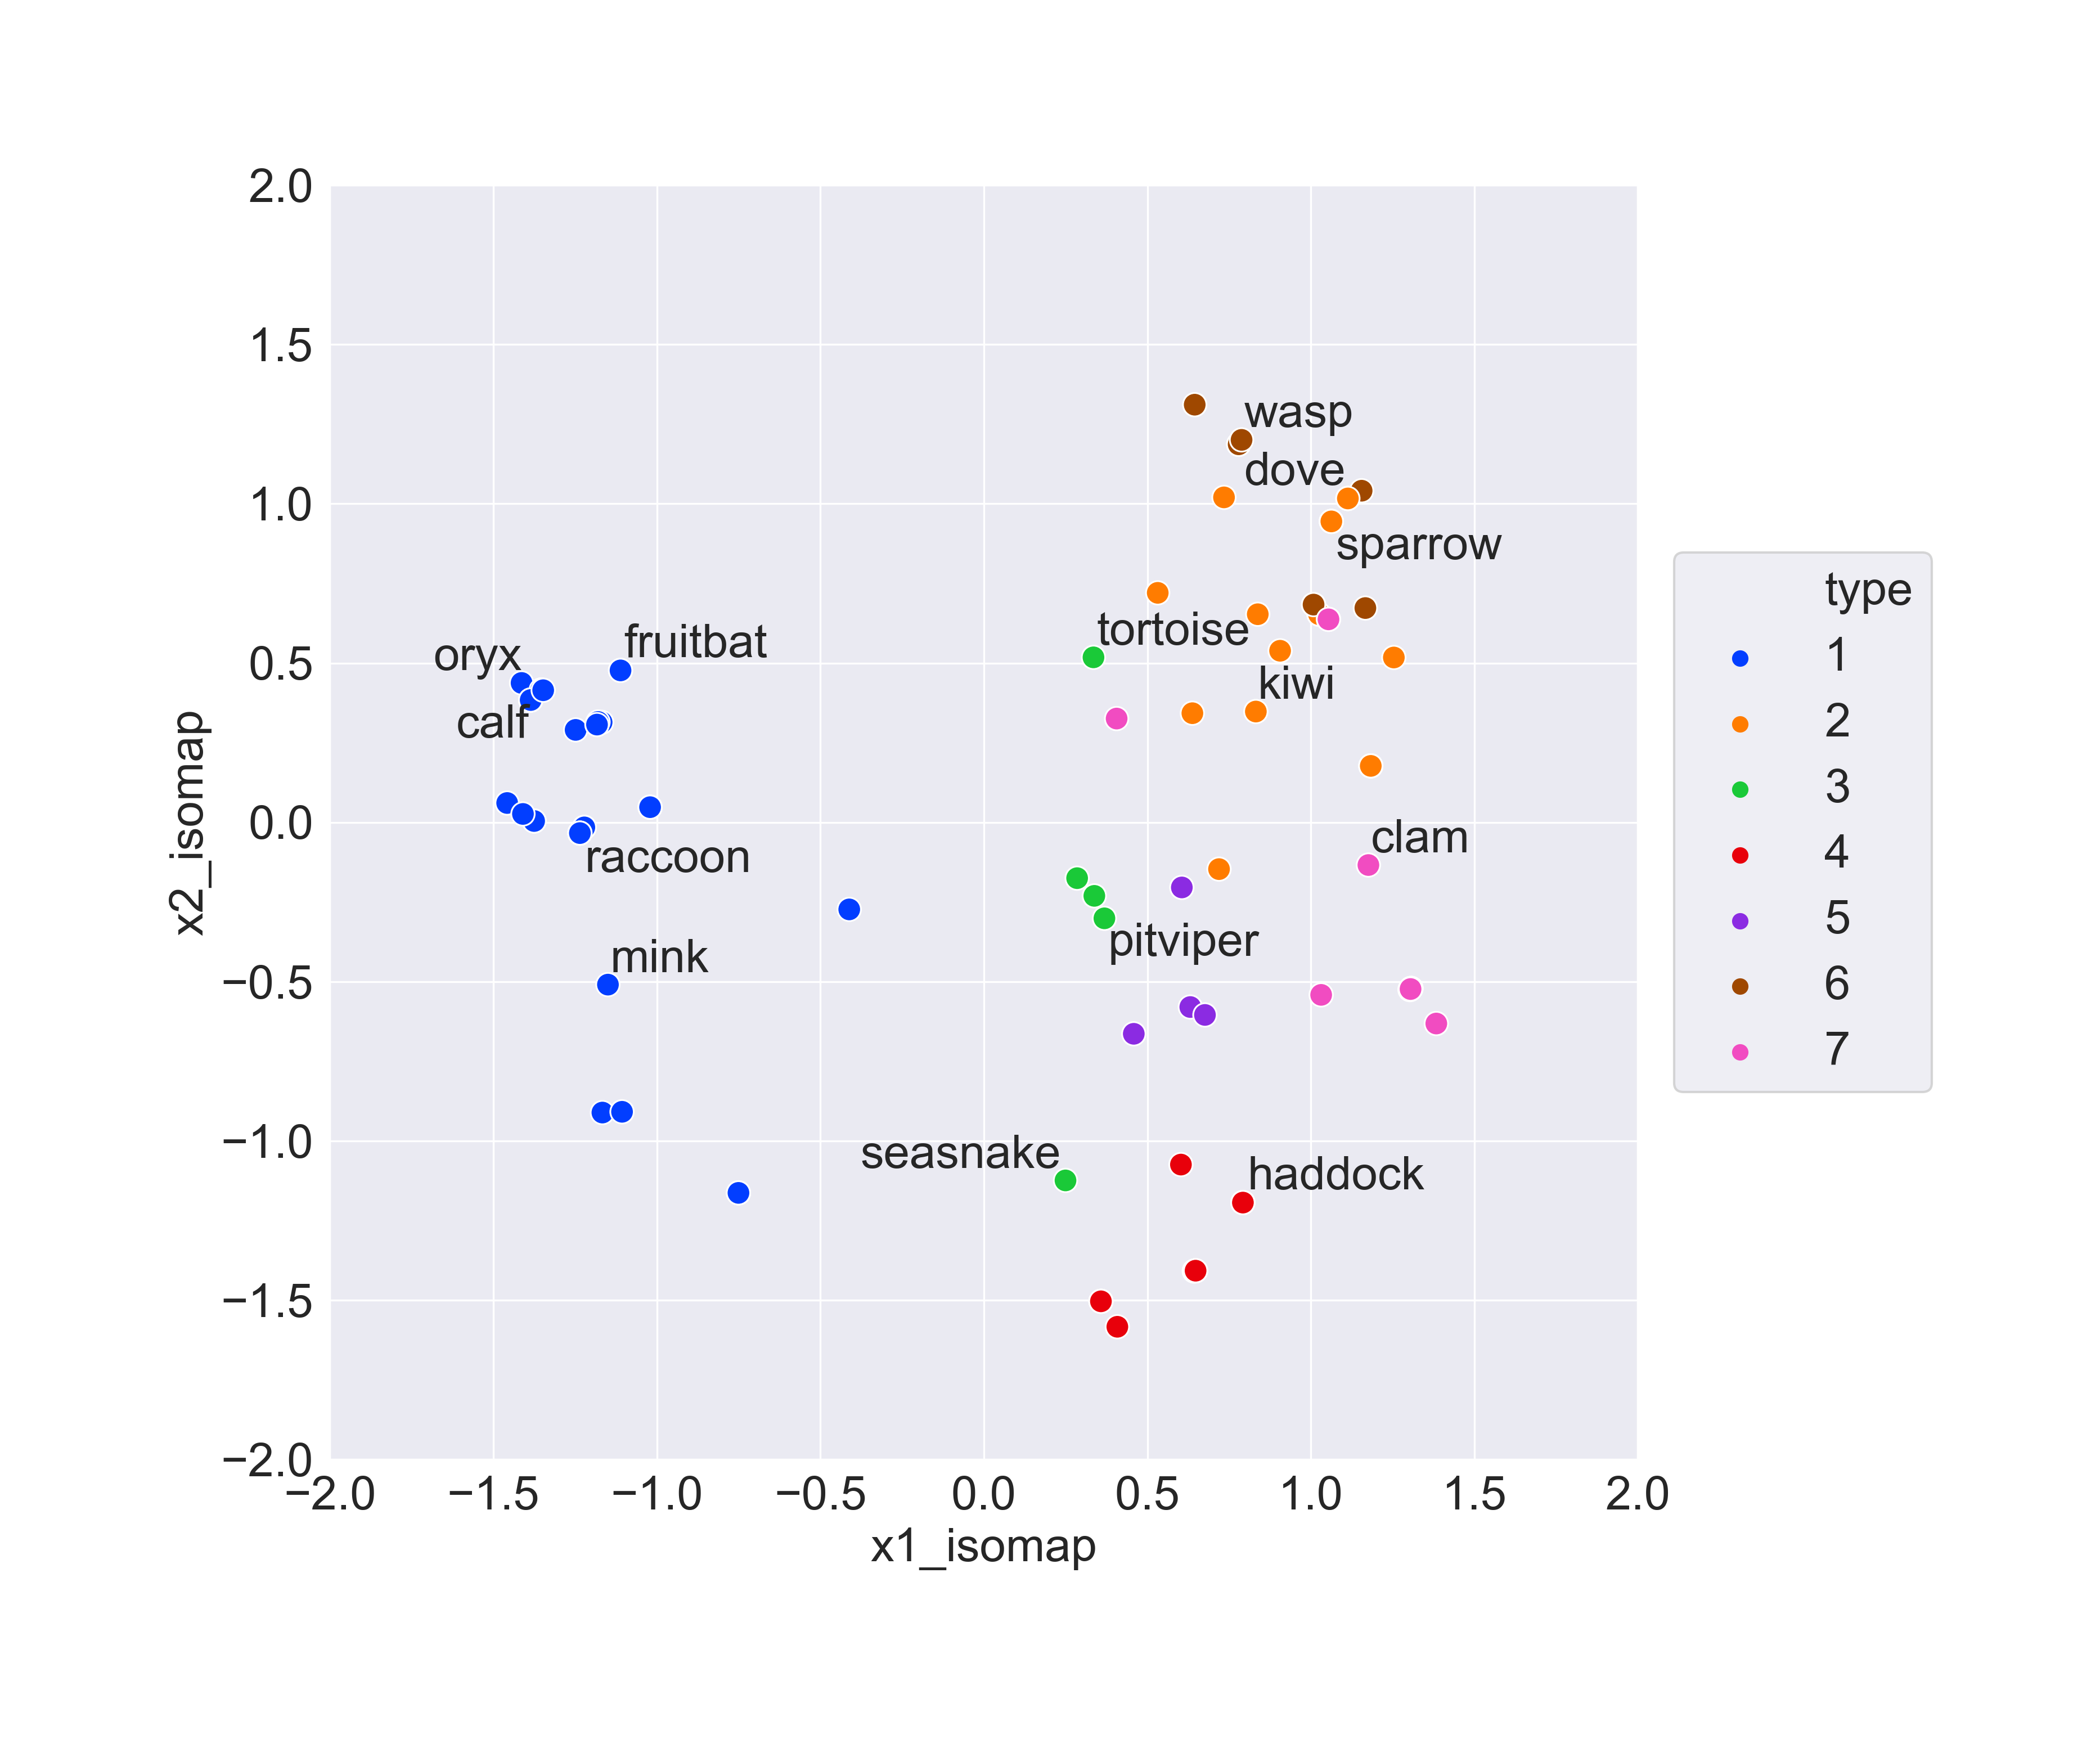 2.0
1.5
1.0
0.5
0.0
−0.5
−1.0
−1.5
−2.0
x2_isomap
wasp
dove
sparrow
tortoise
fruitbat
oryx
kiwi
calf
clam
raccoon
pitviper
mink
seasnake
haddock
−2.0 −1.5 −1.0 −0.5 0.0 0.5 1.0 1.5 2.0
x1_isomap
type
1
2
3
4
5
6
7